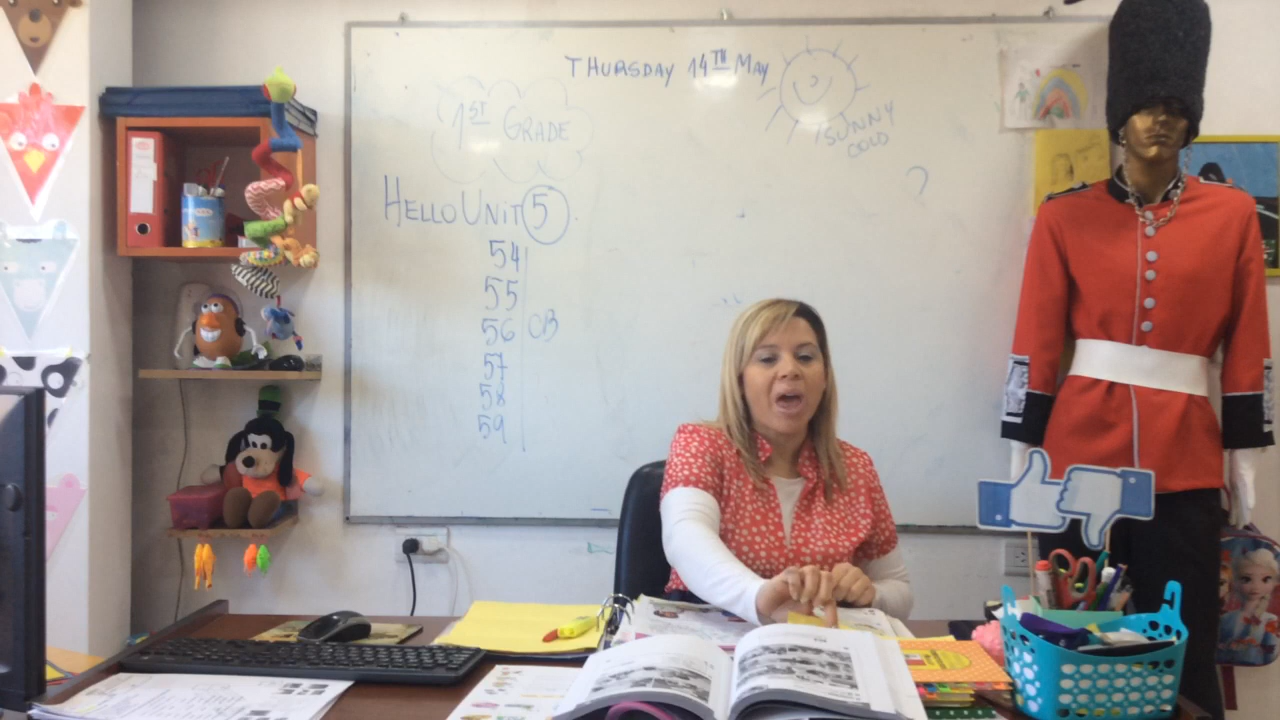 THURSDAY 14TH MAY
1ST GRADE
SUNNY
COLD
?
HELLO UNIT 5
54
55
56 CB
57
58
59